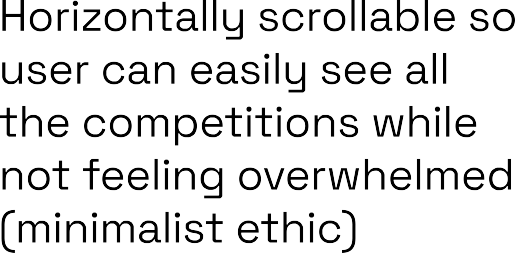 Horizontally scrollable so
user can easily see all
the competitions while
not feeling overwhelmed
(minimalist ethic)